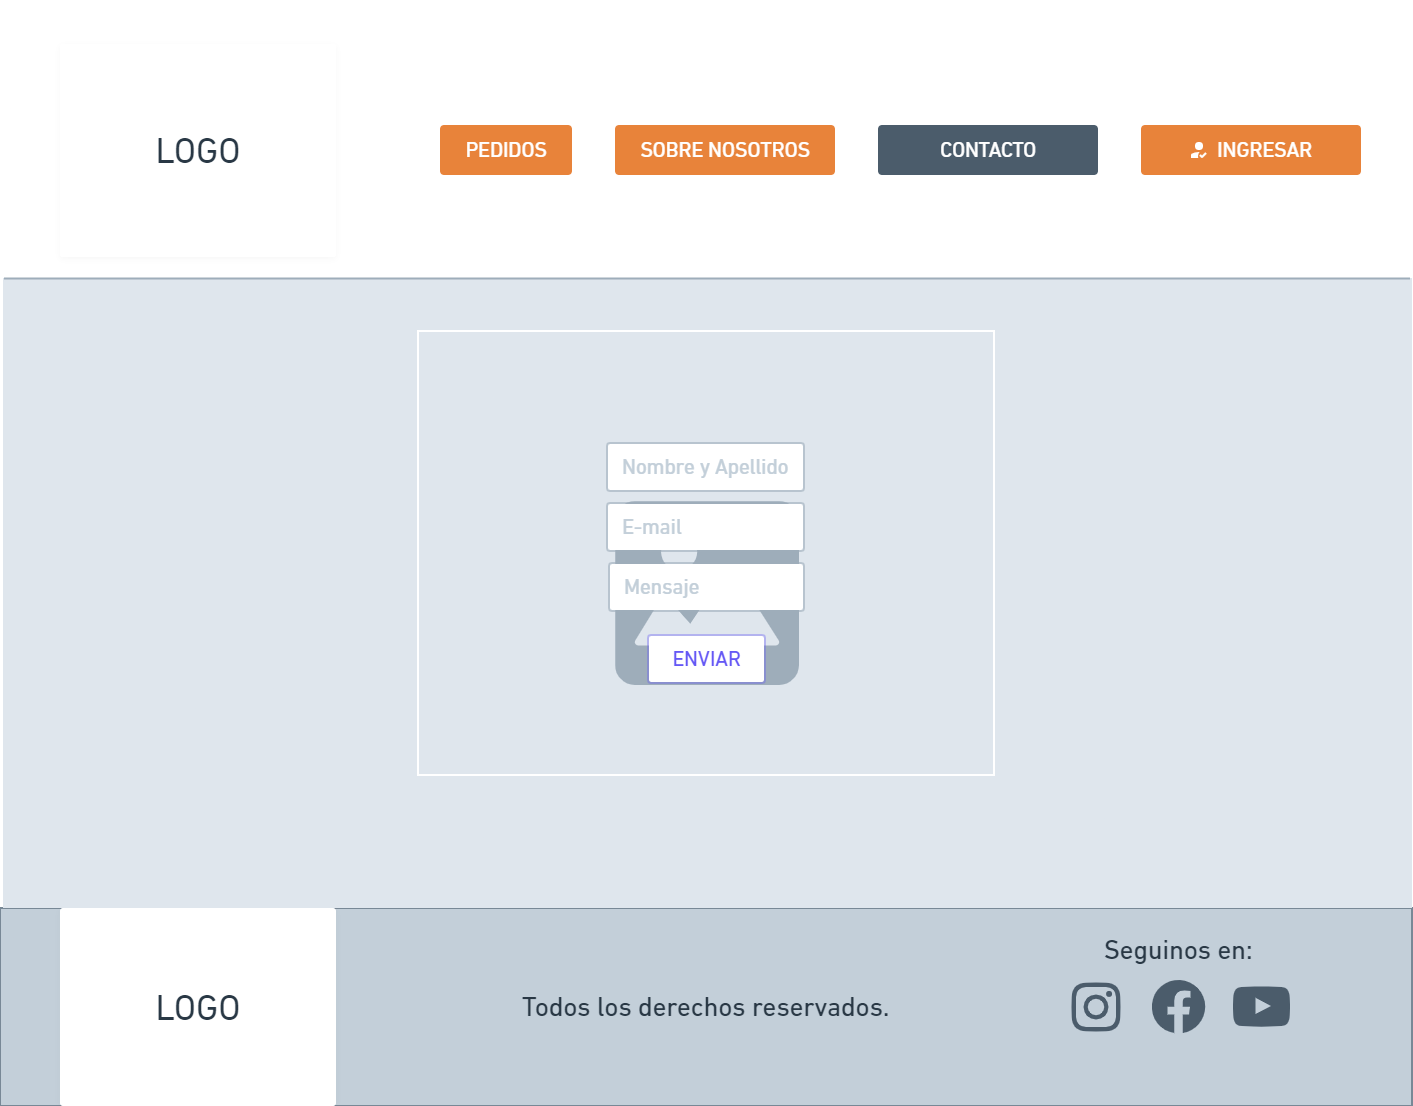 LOGO
PEDIDOS
SOBRE NOSOTROS
CONTACTO
INGRESAR
Nombre y Apellido
E-mail
Mensaje
ENVIAR
LOGO
Todos los derechos reservados.
Seguinos en: